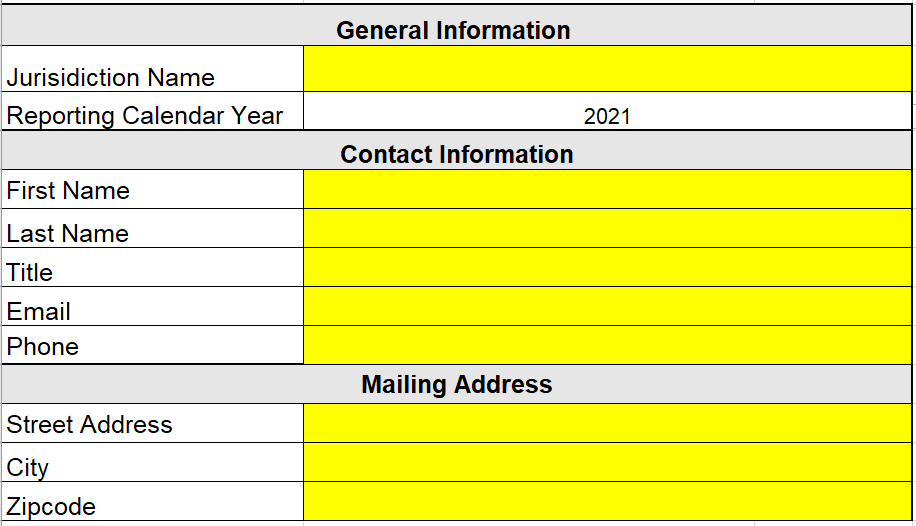 General Information
Jurisidiction Name
Reporting Calendar Year 2021
Contact Information
First Name
Last Name
Title
Email
Phone
Mailing Address
Street Address
City
Zipcode